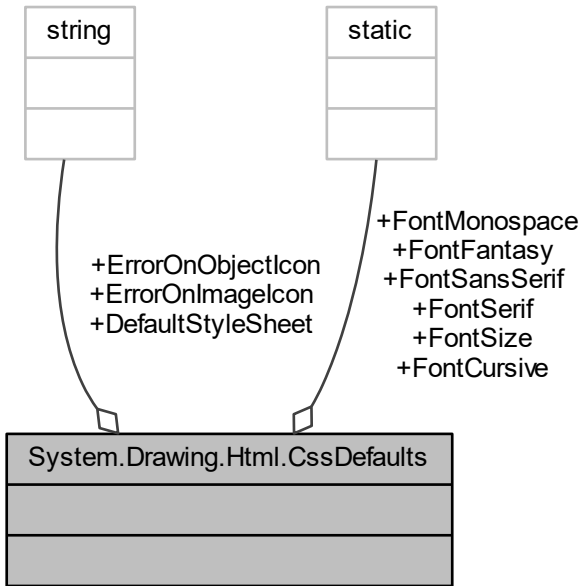 string
static
+FontMonospace
+FontFantasy
+FontSansSerif
+FontSerif
+FontSize
+FontCursive
+ErrorOnObjectIcon
+ErrorOnImageIcon
+DefaultStyleSheet
System.Drawing.Html.CssDefaults